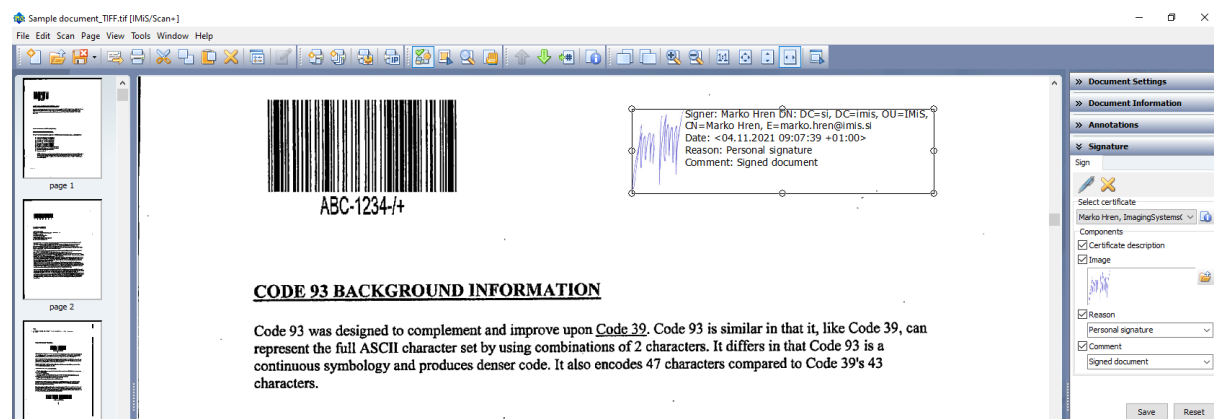 Sample document_TIFF.tif [IMiS/Scan+]
File Edit Scan Page View Tools Window Help
page 1
page 2
ABC-1234-/+
Signer: Marko Hren DN: DC=si, DC=imis, OU=IMiS,
CN=Marko Hren, E=marko.hren@imis.si
Date: <04.11.2021 09:07:39 +01:00>
Reason: Personal signature
Comment: Signed document
CODE 93 BACKGROUND INFORMATION
Code 93 was designed to complement and improve upon Code 39. Code 93 is similar in that it, like Code 39, can
represent the full ASCII character set by using combinations of 2 characters. It differs in that Code 93 is a
continuous symbology and produces denser code. It also encodes 47 characters compared to Code 39's 43
characters.
Document Settings
Document Information
Annotations
Signature
Sign
Select certificate
Marko Hren, ImagingSystems(
Components
Certificate description
Image
Reason
Personal signature
Comment
Signed document
Save Reset